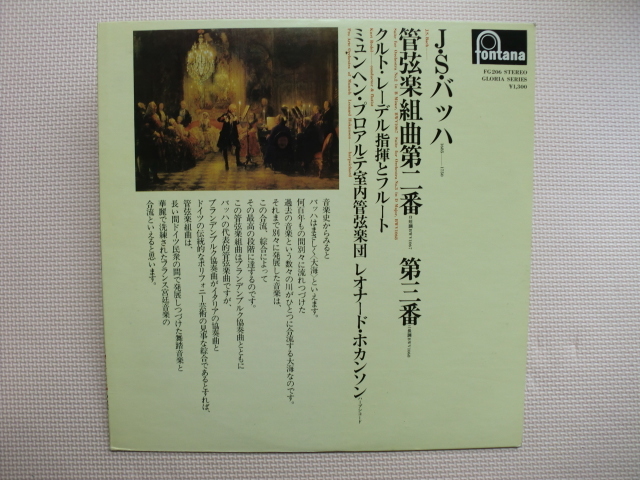 fontana
FG206 STEREO
GLORIA SERIES
¥1,300
J・S・バッハ
J.S. Bach
1685 — 1750
管弦楽組曲第二番 第三番
クルト・レーデル指揮とフルート
ミュンヘン・プロアルテ室内管弦楽団 レオナード・ホカンソン
音楽史からみると
バッハはまさしく〈大海〉といえます。
何百年もの間別々に流れつづけた
過去の音楽という数々の川がひとつに合流する大海なのです。
それまで別々に発展した音楽は、
この合流、綜合によって
その最高の段階に達するのです。
この管弦楽組曲はブランデンブルク協奏曲とともに
バッハの代表的管弦楽曲ですが、
ブランデンブルク協奏曲がイタリアの協奏曲と
ドイツの伝統的なポリフォニー芸術の見事な綜合であるとすれば、
管弦楽組曲は、
長い間ドイツ民衆の間で発展しつづけた舞踏音楽と
華麗で洗練されたフランス宮廷音楽の
合流といえると思います。